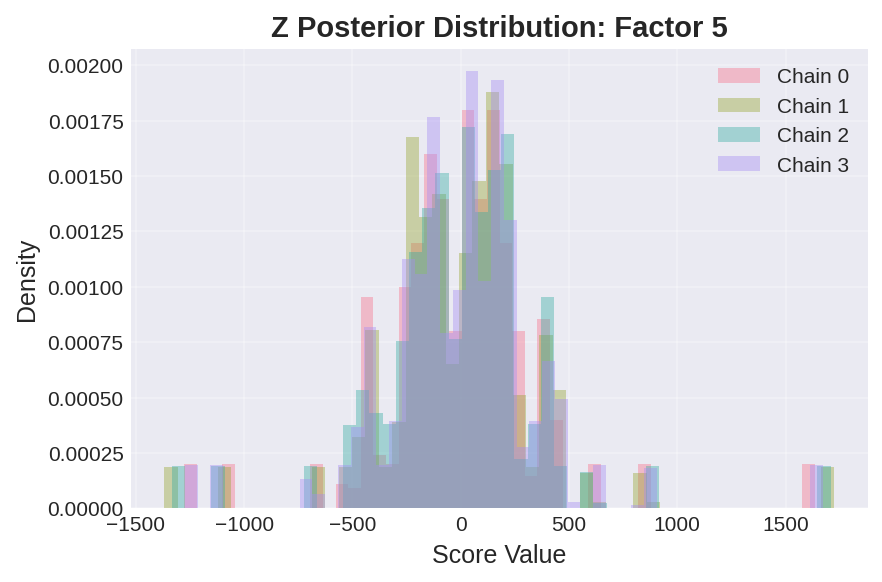 Z Posterior Distribution: Factor 5
0.00200
0.00175
0.00150
0.00125
0.00100
0.00075
0.00050
0.00025
0.00000
Density
Chain 0
Chain 1
Chain 2
Chain 3
−1500 −1000 −500 0 500 1000 1500
Score Value